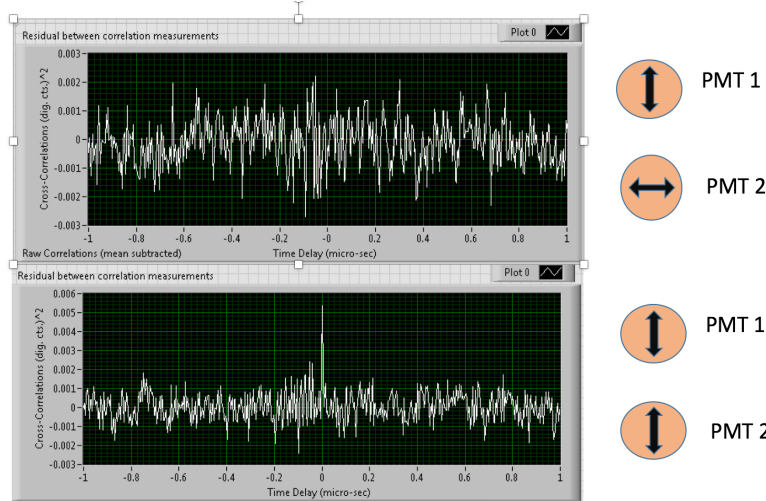 Residual between correlation measurements
Plot 0
0.003
0.002
0.001
0
-0.001
-0.002
-0.003
Cross-Correlations (dig. cts.)^2
-1 -0.8 -0.6 -0.4 -0.2 -0 0.2 0.4 0.6 0.8 1
Raw Correlations (mean subtracted) Time Delay (micro-sec)
PMT 1
PMT 2
Residual between correlation measurements
Plot 0
0.006
0.005
0.004
0.003
0.002
0.001
0
-0.001
-0.002
-0.003
Cross-Correlations (dig. cts.)^2
-1 -0.8 -0.6 -0.4 -0.2 0 0.2 0.4 0.6 0.8 1
Time Delay (micro-sec)
PMT 1
PMT 2